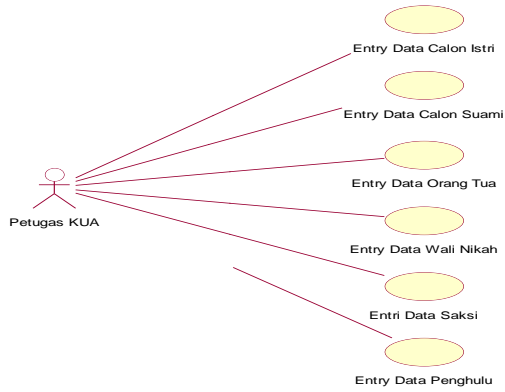 Entry Data Calon Istri
Entry Data Calon Suami
Entry Data Orang Tua
Petugas KUA
Entry Data Wali Nikah
Entri Data Saksi
Entry Data Penghulu